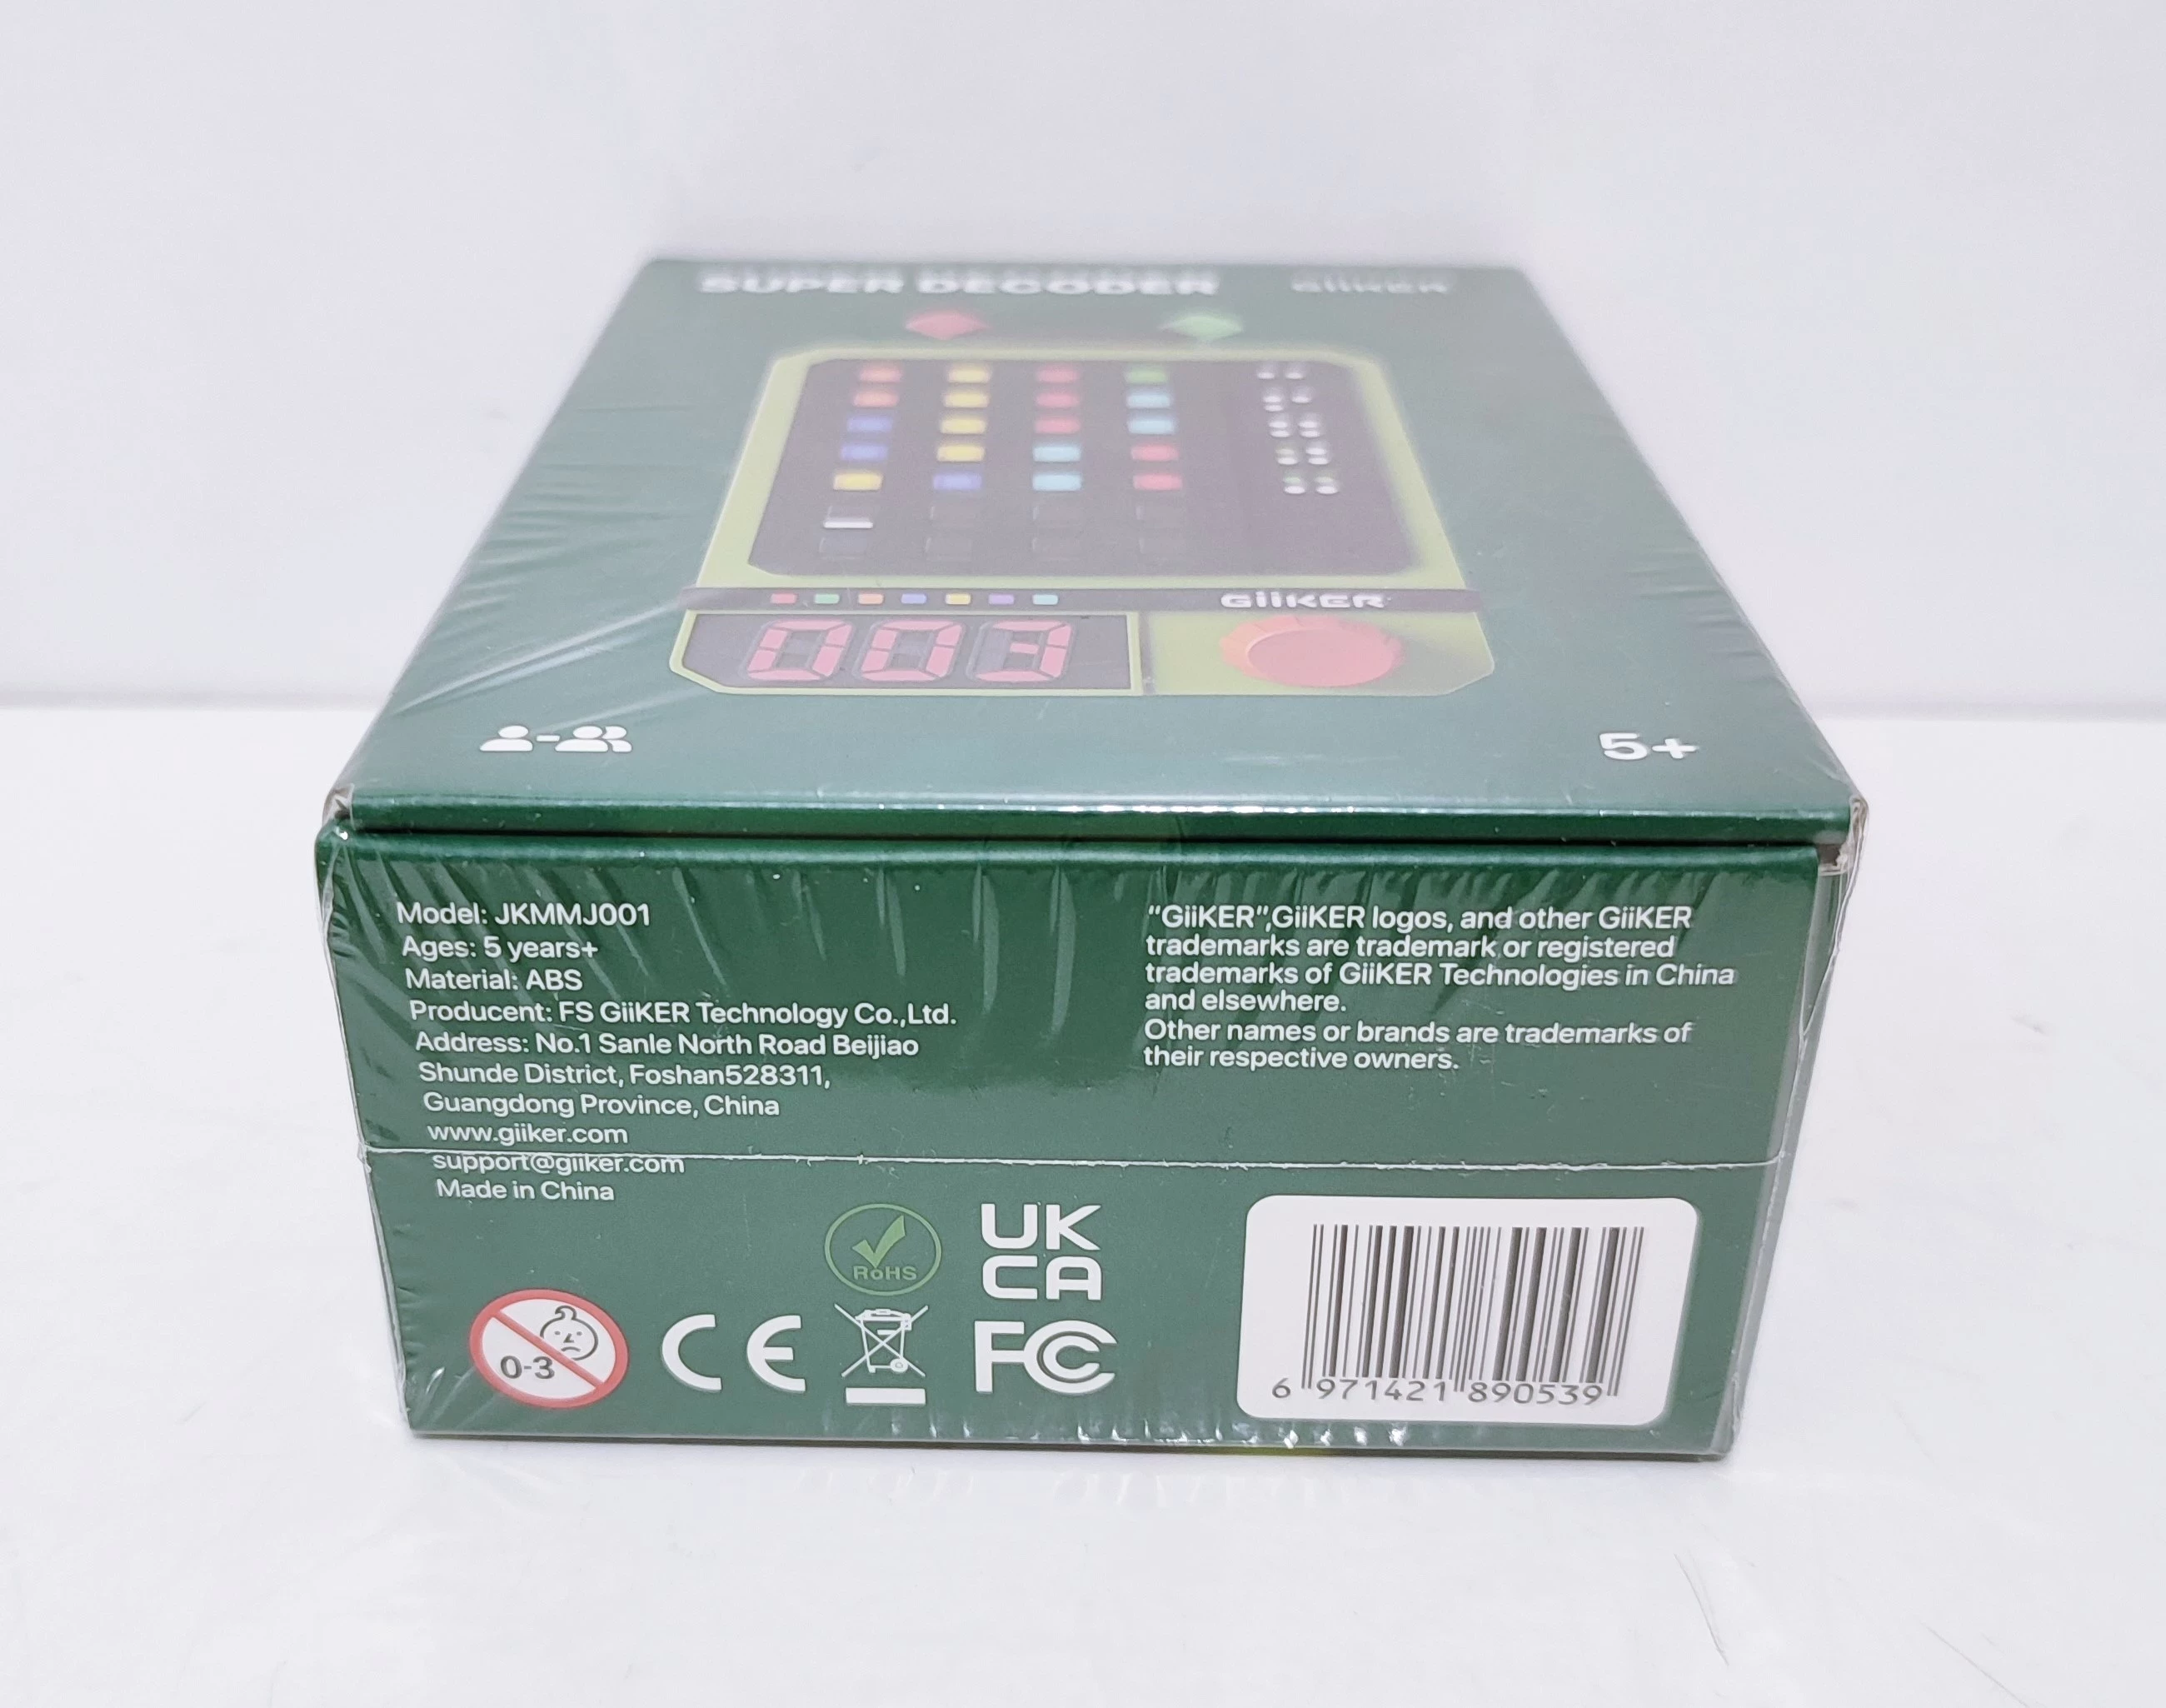 SUPER DECODER GiiKER
GiiKER
003
5+
Model: JKMMJ001
Ages: 5 years+
Material: ABS
Producent: FS GiiKER Technology Co.,Ltd.
Address: No.1 Sanle North Road Beijiao
Shunde District, Foshan528311,
Guangdong Province, China
www.giiker.com
support@giiker.com
Made in China
"GiiKER",GiiKER logos, and other GiiKER
trademarks are trademark or registered
trademarks of GiiKER Technologies in China
and elsewhere.
Other names or brands are trademarks of
their respective owners.
RoHS
UK
CA
0-3
CE
FC
6 971421 890539